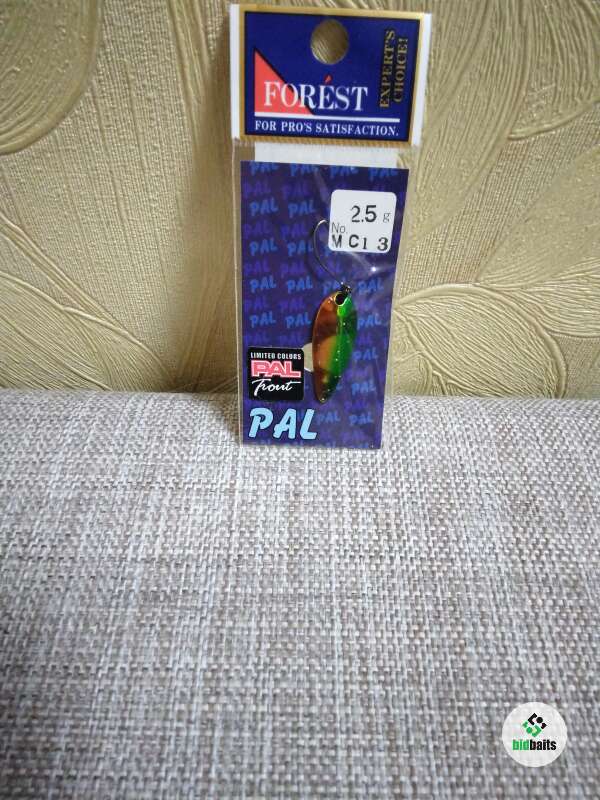 FORÉST
FOR PRO'S SATISFACTION.
EXPERT'S
CHOICE!
2.5 g
No.
MC13
LIMITED COLORS
PAL
Trout
PAL
bidbaits